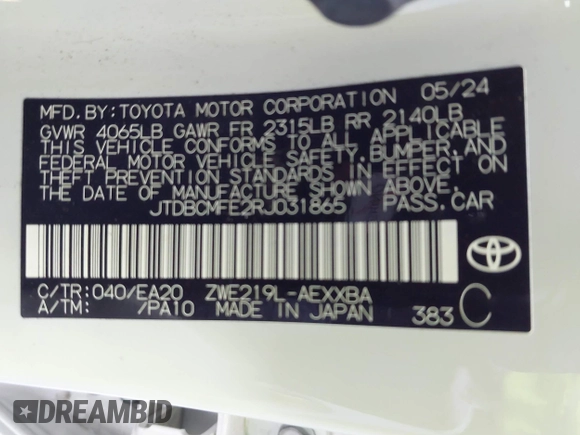 MFD.BY:TOYOTA MOTOR CORPORATION 05/24
GVWR 4065LB GAWR FR 2315LB RR 2140LB
THIS VEHICLE CONFORMS TO ALL APPLICABLE
FEDERAL MOTOR VEHICLE SAFETY, BUMPER, AND
THEFT PREVENTION STANDARDS IN EFFECT ON
THE DATE OF MANUFACTURE SHOWN ABOVE.
JTDBCMFE2RJ031865 PASS.CAR
C/TR:040/EA20 ZWE219L-AEXXBA
A/TM: /PA10 MADE IN JAPAN 383 C
DREAMBID